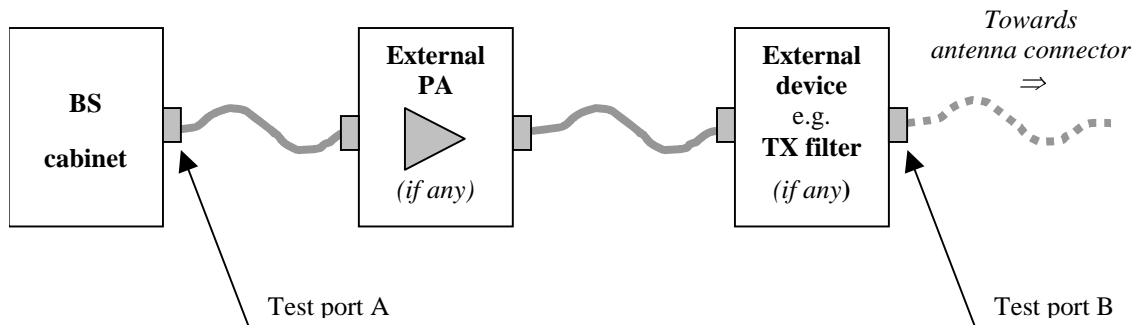 BS
cabinet
External
PA
(if any)
External
device
e.g.
TX filter
(if any)
Towards
antenna connector
⇒
Test port A
Test port B